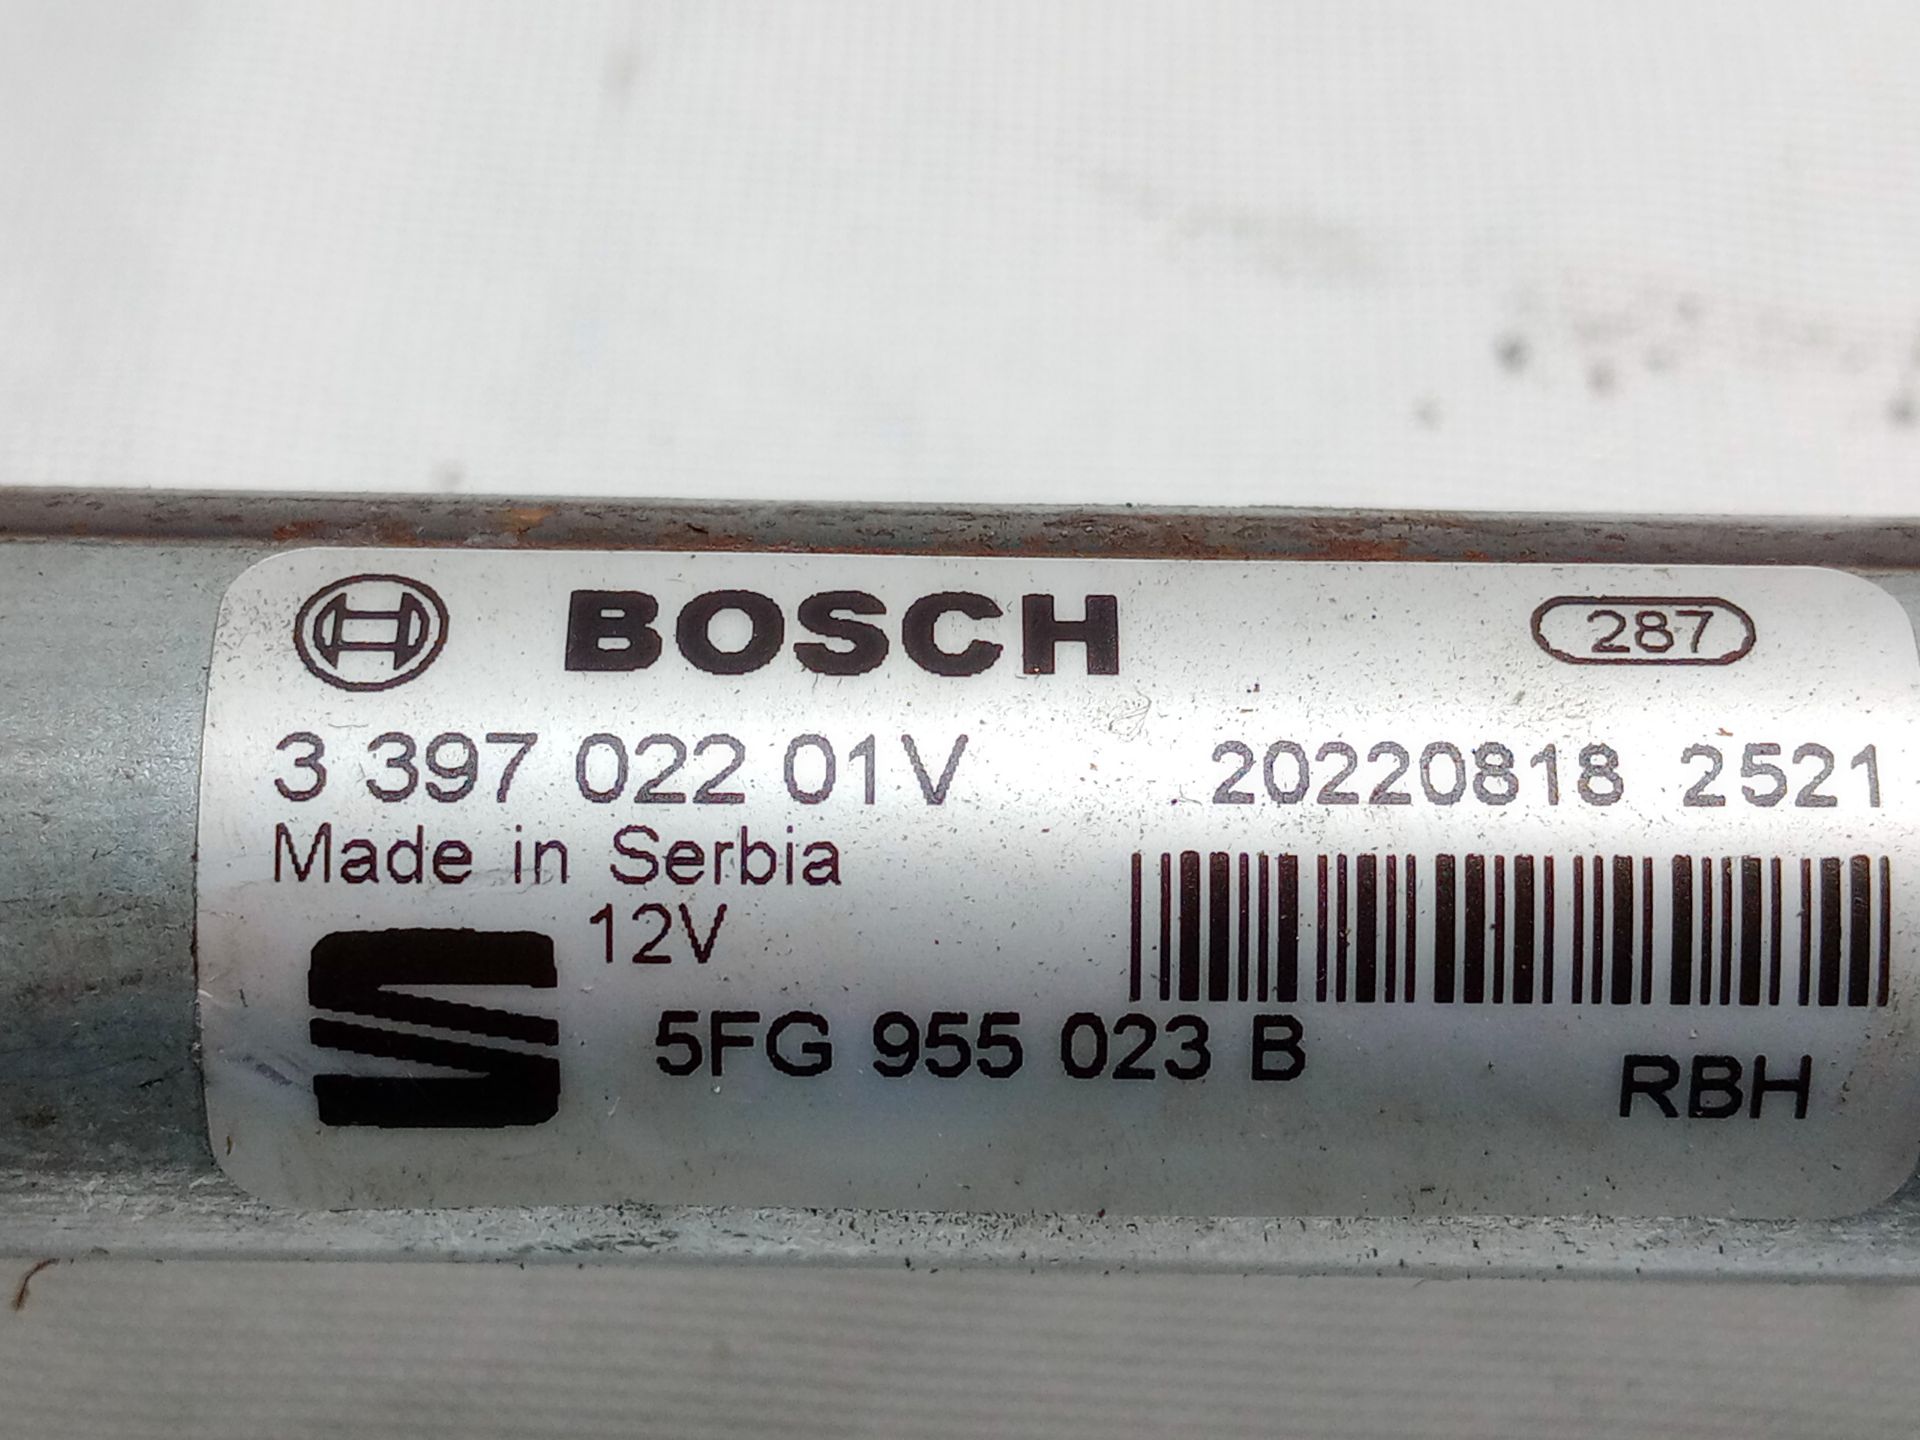 BOSCH 287
3 397 022 01V 20220818 2521
Made in Serbia
12V
5FG 955 023 B
RBH